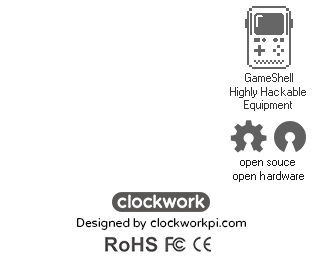 GameShell
Highly Hackable
Equipment
open souce
open hardware
clockwork
Designed by clockworkpi.com
RoHS FC CE